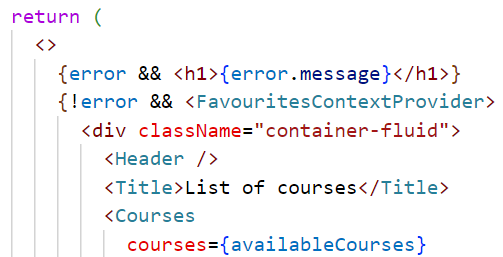 return (
<>
{error && <h1>{error.message}</h1>}
{!error && <FavouritesContextProvider>
<div className="container-fluid">
<Header />
<Title>List of courses</Title>
<Courses
courses={availableCourses}